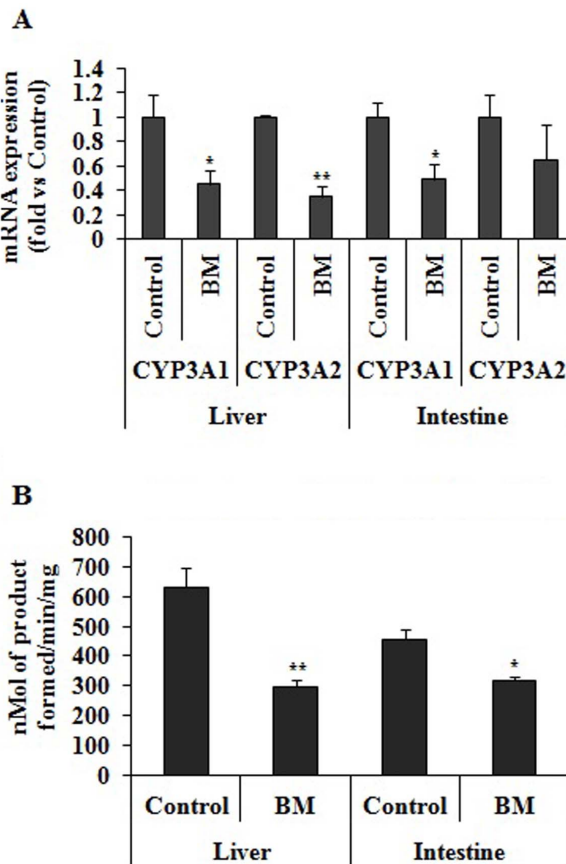 A
mRNA expression
(fold vs Control)
1.4
1.2
1
0.8
0.6
0.4
0.2
0
*
**
*
Control
BM
Control
BM
Control
BM
Control
BM
CYP3A1
CYP3A2
CYP3A1
CYP3A2
Liver
Intestine
B
nMol of product
formed/min/mg
800
700
600
500
400
300
200
100
0
**
*
Control
BM
Control
BM
Liver
Intestine